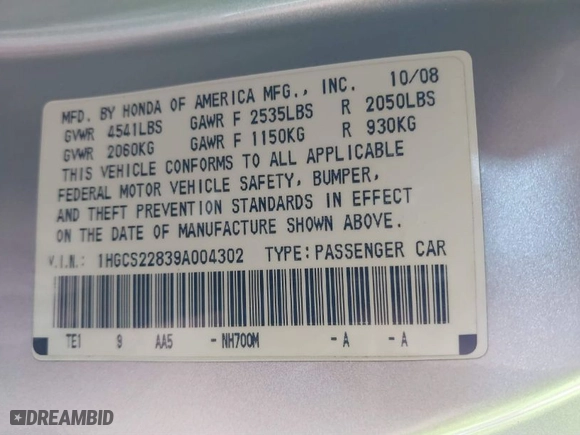 MFD. BY HONDA OF AMERICA MFG., INC. 10/08
GVWR 4541LBS GAWR F 2535LBS R 2050LBS
GVWR 2060KG GAWR F 1150KG R 930KG
THIS VEHICLE CONFORMS TO ALL APPLICABLE
FEDERAL MOTOR VEHICLE SAFETY, BUMPER,
AND THEFT PREVENTION STANDARDS IN EFFECT
ON THE DATE OF MANUFACTURE SHOWN ABOVE.
V.I.N.: 1HGCS22839A004302 TYPE:PASSENGER CAR
TE1 9 AA5 - NH700M - A - A
DREAMBID